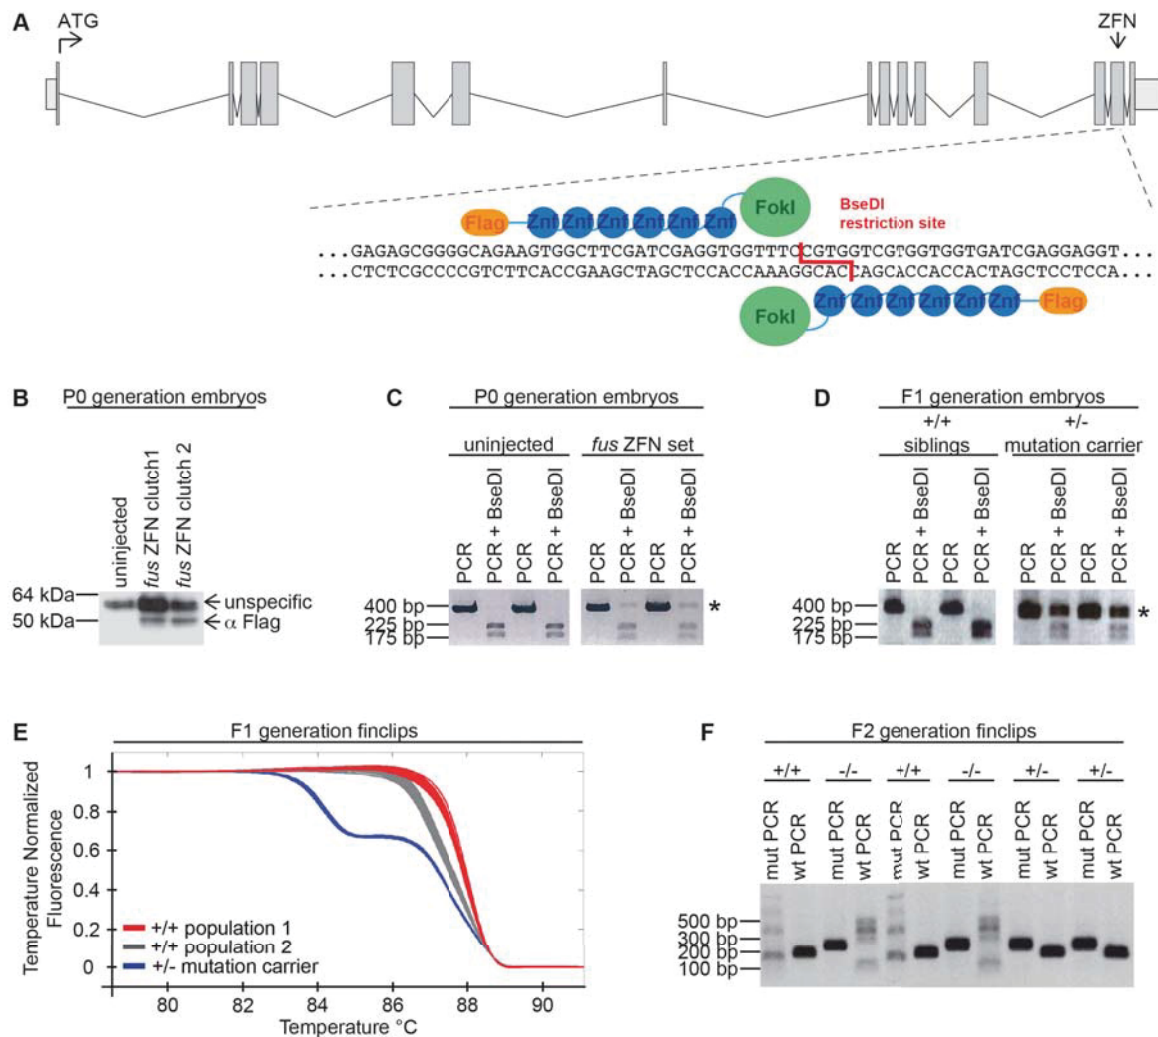 A
ATG
ZFN
Flag Znf Znf Znf Znf Znf Znf FokI
BseDI
restriction site
...GAGAGCGGGGCAGAAGTGGCTTCGATCGAGGTGGTTTCCGTGGTCGTGGTGGTGATCGAGGAGGT...
...CTCTCGCCCCGTCTTCACCGAAGCTAGCTCCACCAAAGGCACCAGCACCACCACTAGCTCCTCCA...
FokI Znf Znf Znf Znf Znf Znf Flag
B
P0 generation embryos
uninjected
fus ZFN clutch1
fus ZFN clutch 2
64 kDa
50 kDa
unspecific
α Flag
C
P0 generation embryos
uninjected
fus ZFN set
PCR
PCR + BseDI
PCR
PCR + BseDI
PCR
PCR + BseDI
PCR
PCR + BseDI
400 bp
225 bp
175 bp
*
D
F1 generation embryos
+/+
siblings
+/-
mutation carrier
PCR
PCR + BseDI
PCR
PCR + BseDI
PCR
PCR + BseDI
PCR
PCR + BseDI
400 bp
225 bp
175 bp
*
E
F1 generation finclips
Temperature Normalized
Fluorescence
1
0.8
0.6
0.4
0.2
0
+/+ population 1
+/+ population 2
+/- mutation carrier
80 82 84 86 88 90
Temperature °C
F
F2 generation finclips
+/+ -/- +/+ -/- +/- +/-
mut PCR
wt PCR
mut PCR
wt PCR
mut PCR
wt PCR
mut PCR
wt PCR
mut PCR
wt PCR
mut PCR
wt PCR
500 bp
300 bp
200 bp
100 bp